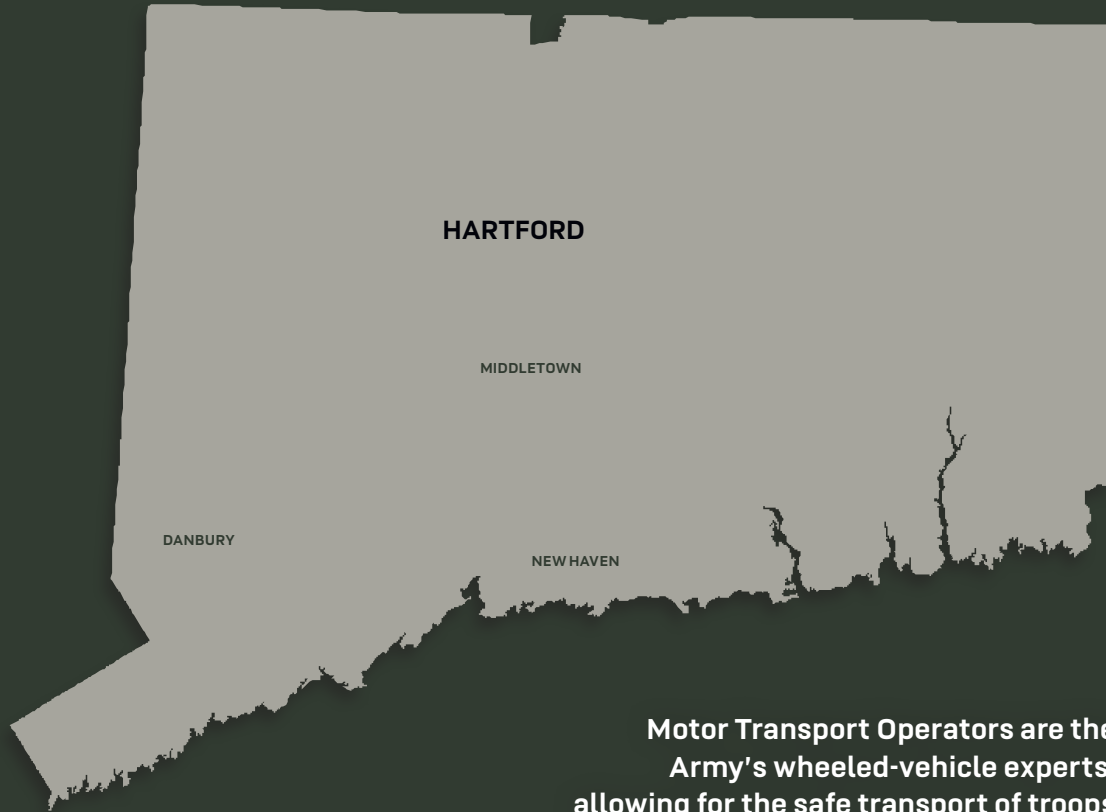 HARTFORD
MIDDLETOWN
DANBURY
NEW HAVEN
Motor Transport Operators are the
Army's wheeled-vehicle experts
allowing for the safe transport of troops